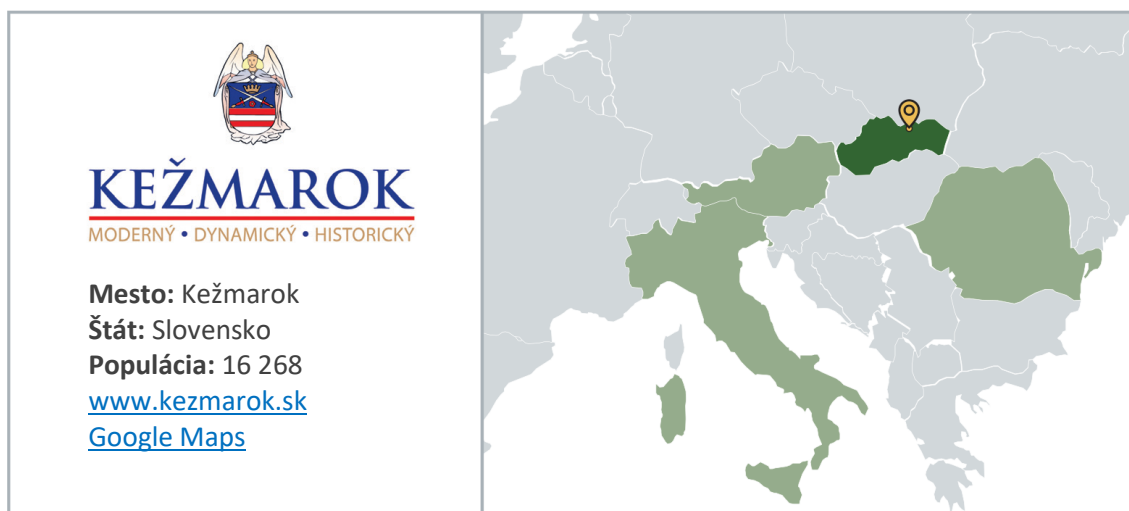 KEŽMAROK
MODERNÝ • DYNAMICKÝ • HISTORICKÝ
Mesto: Kežmarok
Štát: Slovensko
Populácia: 16 268
www.kezmarok.sk
Google Maps